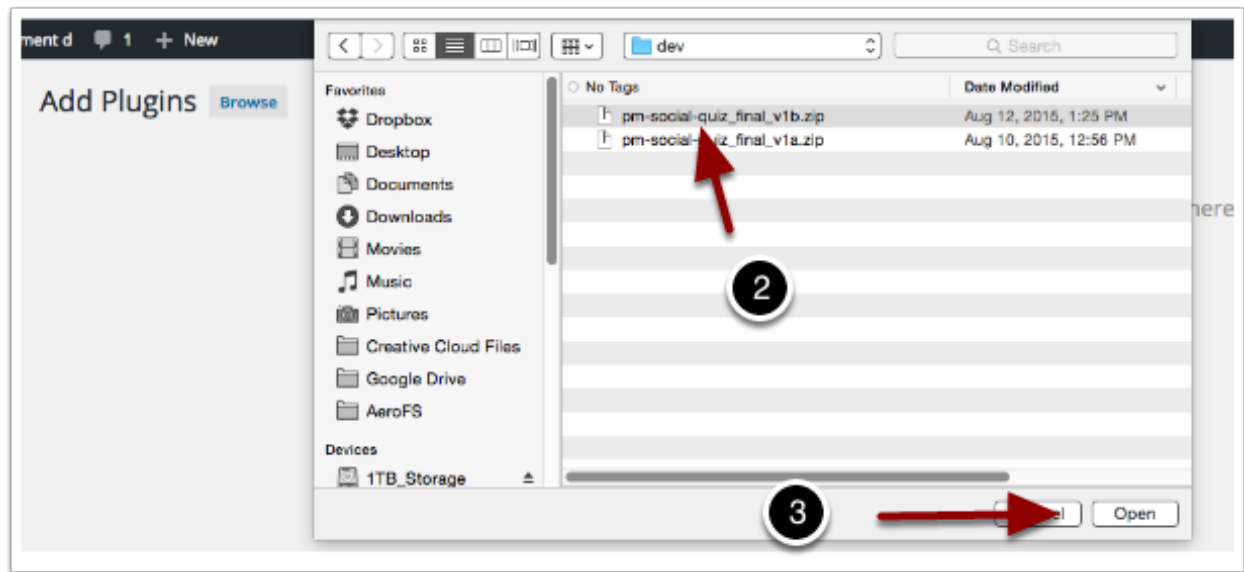 ment d 1 + New
dev
Search
Add Plugins Browse
Favorites
Dropbox
Desktop
Documents
Downloads
Movies
Music
Pictures
Creative Cloud Files
Google Drive
AeroFS
Devices
1TB_Storage
No Tags Date Modified
pm-social-quiz_final_v1b.zip Aug 12, 2015, 1:25 PM
pm-social-quiz_final_v1a.zip Aug 10, 2015, 12:56 PM
here
2
3
Open